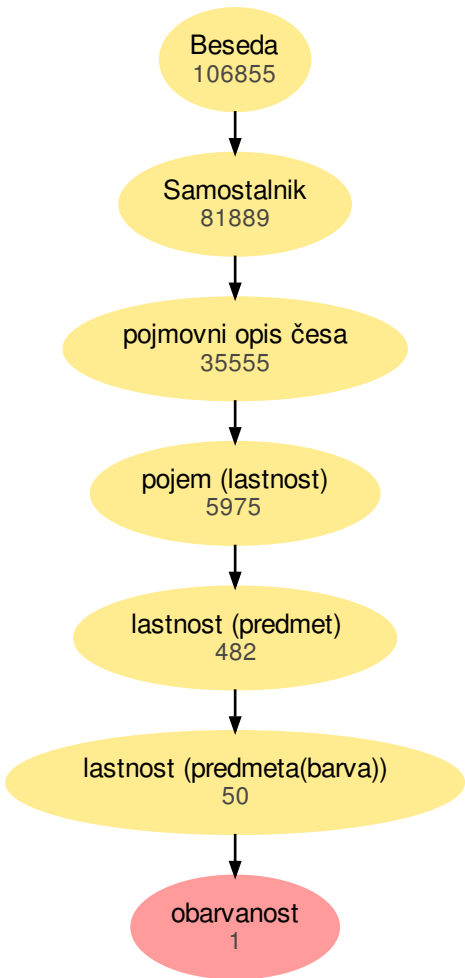 Beseda
106855
Samostalnik
81889
pojmovni opis česa
35555
pojem (lastnost)
5975
lastnost (predmet)
482
lastnost (predmeta(barva))
50
obarvanost
1